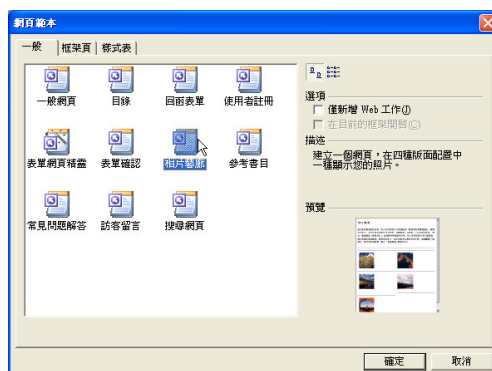 網頁範本
一般 框架頁 樣式表
一般網頁 目錄 回函表單 使用者註冊
表單網頁精靈 表單確認 相片藝廊 參考書目
常見問題解答 訪客留言 搜尋網頁
選項
僅新增 Web 工作(J)
在目前的框架開啟(C)
描述
建立一個網頁，在四種版面配置中
一種顯示您的照片。
預覽
確定 取消